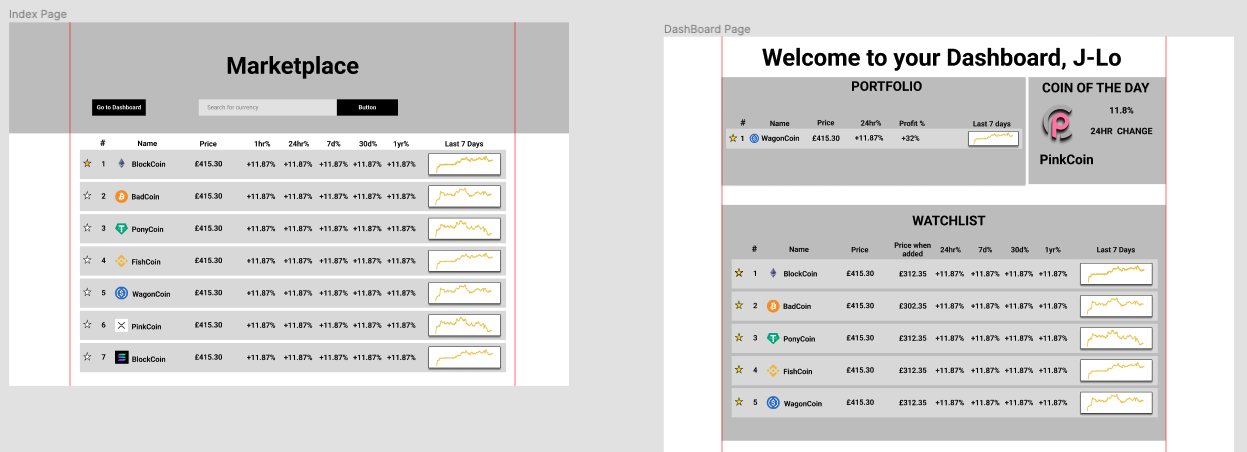 Index Page
Marketplace
Go to Dashboard
Search for currency
Button
# Name Price 1hr% 24hr% 7d% 30d% 1yr% Last 7 Days
1 BlockCoin £415.30 +11.87% +11.87% +11.87% +11.87% +11.87%
2 BadCoin £415.30 +11.87% +11.87% +11.87% +11.87% +11.87%
3 PonyCoin £415.30 +11.87% +11.87% +11.87% +11.87% +11.87%
4 FishCoin £415.30 +11.87% +11.87% +11.87% +11.87% +11.87%
5 WagonCoin £415.30 +11.87% +11.87% +11.87% +11.87% +11.87%
6 PinkCoin £415.30 +11.87% +11.87% +11.87% +11.87% +11.87%
7 BlockCoin £415.30 +11.87% +11.87% +11.87% +11.87% +11.87%
DashBoard Page
Welcome to your Dashboard, J-Lo
PORTFOLIO
# Name Price 24hr% Profit % Last 7 days
1 WagonCoin £415.30 +11.87% +32%
COIN OF THE DAY
11.8%
24HR CHANGE
PinkCoin
WATCHLIST
# Name Price Price when added 24hr% 7d% 30d% 1yr% Last 7 Days
1 BlockCoin £415.30 £312.35 +11.87% +11.87% +11.87% +11.87%
2 BadCoin £415.30 £302.35 +11.87% +11.87% +11.87% +11.87%
3 PonyCoin £415.30 £312.35 +11.87% +11.87% +11.87% +11.87%
4 FishCoin £415.30 £312.35 +11.87% +11.87% +11.87% +11.87%
5 WagonCoin £415.30 £312.35 +11.87% +11.87% +11.87% +11.87%